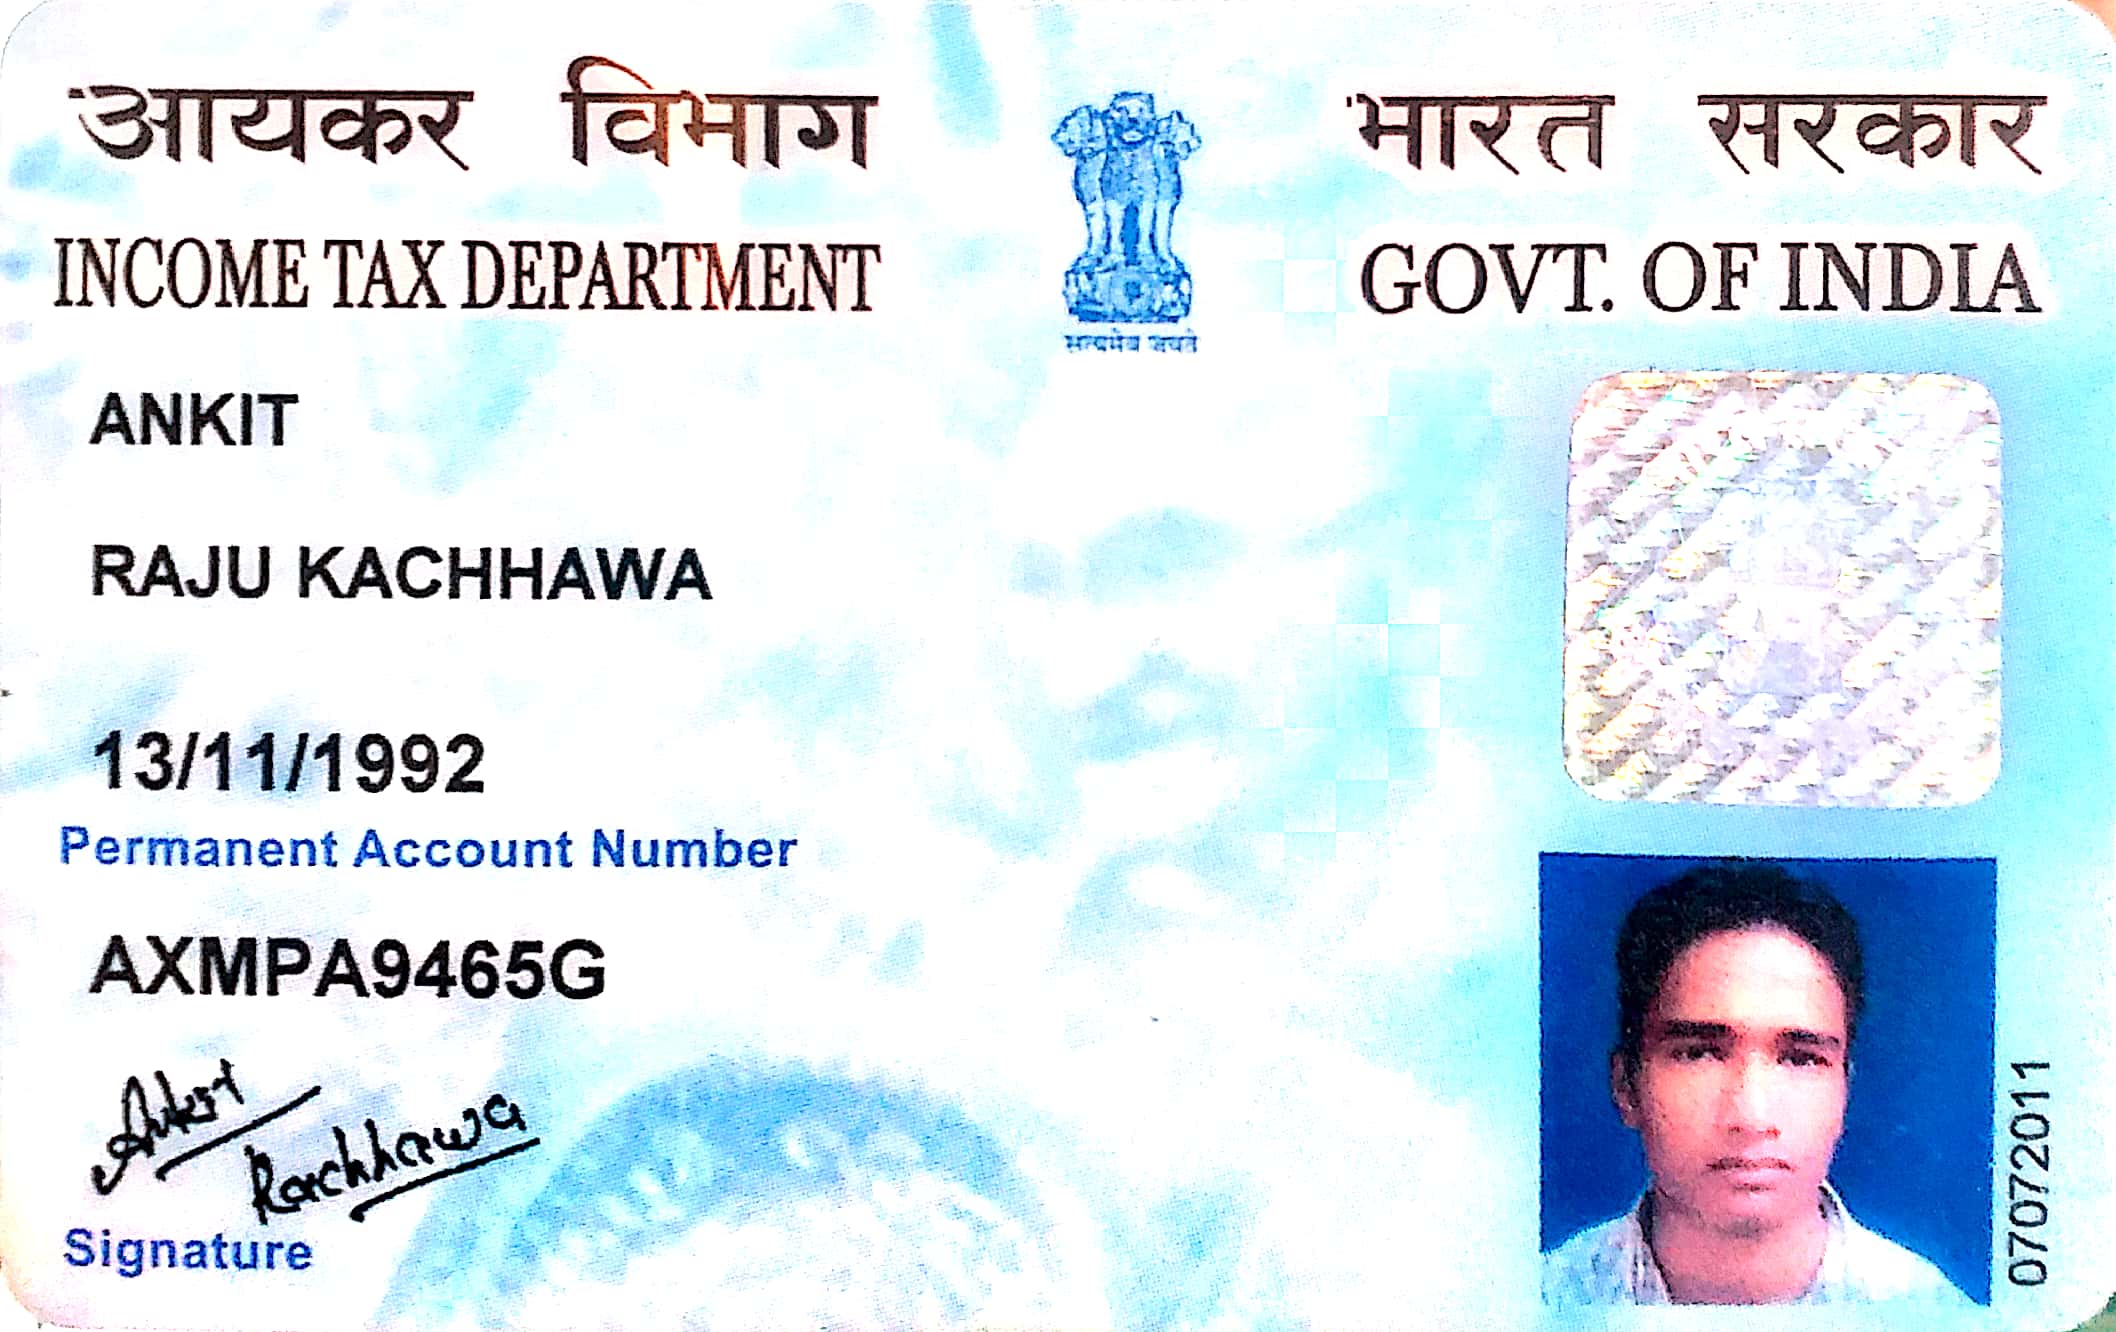 आयकर विभाग
भारत सरकार
INCOME TAX DEPARTMENT
GOVT. OF INDIA
सत्यमेव जयते
ANKIT
RAJU KACHHAWA
13/11/1992
Permanent Account Number
AXMPA9465G
Ankit
Kachhawa
Signature
07072011